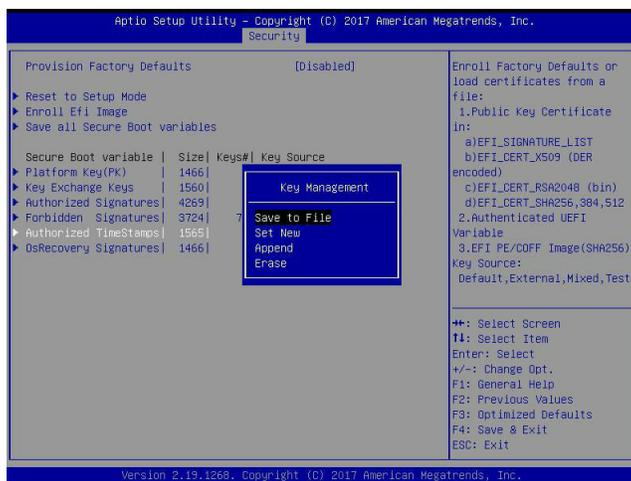 Aptio Setup Utility – Copyright (C) 2017 American Megatrends, Inc.
Security
Provision Factory Defaults [Disabled]
► Reset to Setup Mode
► Enroll Efi Image
► Save all Secure Boot variables
Secure Boot variable | Size| Keys#| Key Source
► Platform Key(PK) | 1466|
► Key Exchange Keys | 1560|
► Authorized Signatures| 4269|
► Forbidden Signatures| 3724| 7
► Authorized TimeStamps| 1565|
► OsRecovery Signatures| 1466|
Key Management
Save to File
Set New
Append
Erase
Enroll Factory Defaults or
load certificates from a
file:
1.Public Key Certificate
in:
a)EFI_SIGNATURE_LIST
b)EFI_CERT_X509 (DER
encoded)
c)EFI_CERT_RSA2048 (bin)
d)EFI_CERT_SHA256,384,512
2.Authenticated UEFI
Variable
3.EFI PE/COFF Image(SHA256)
Key Source:
Default,External,Mixed,Test
→←: Select Screen
↑↓: Select Item
Enter: Select
+/-: Change Opt.
F1: General Help
F2: Previous Values
F3: Optimized Defaults
F4: Save & Exit
ESC: Exit
Version 2.19.1268. Copyright (C) 2017 American Megatrends, Inc.